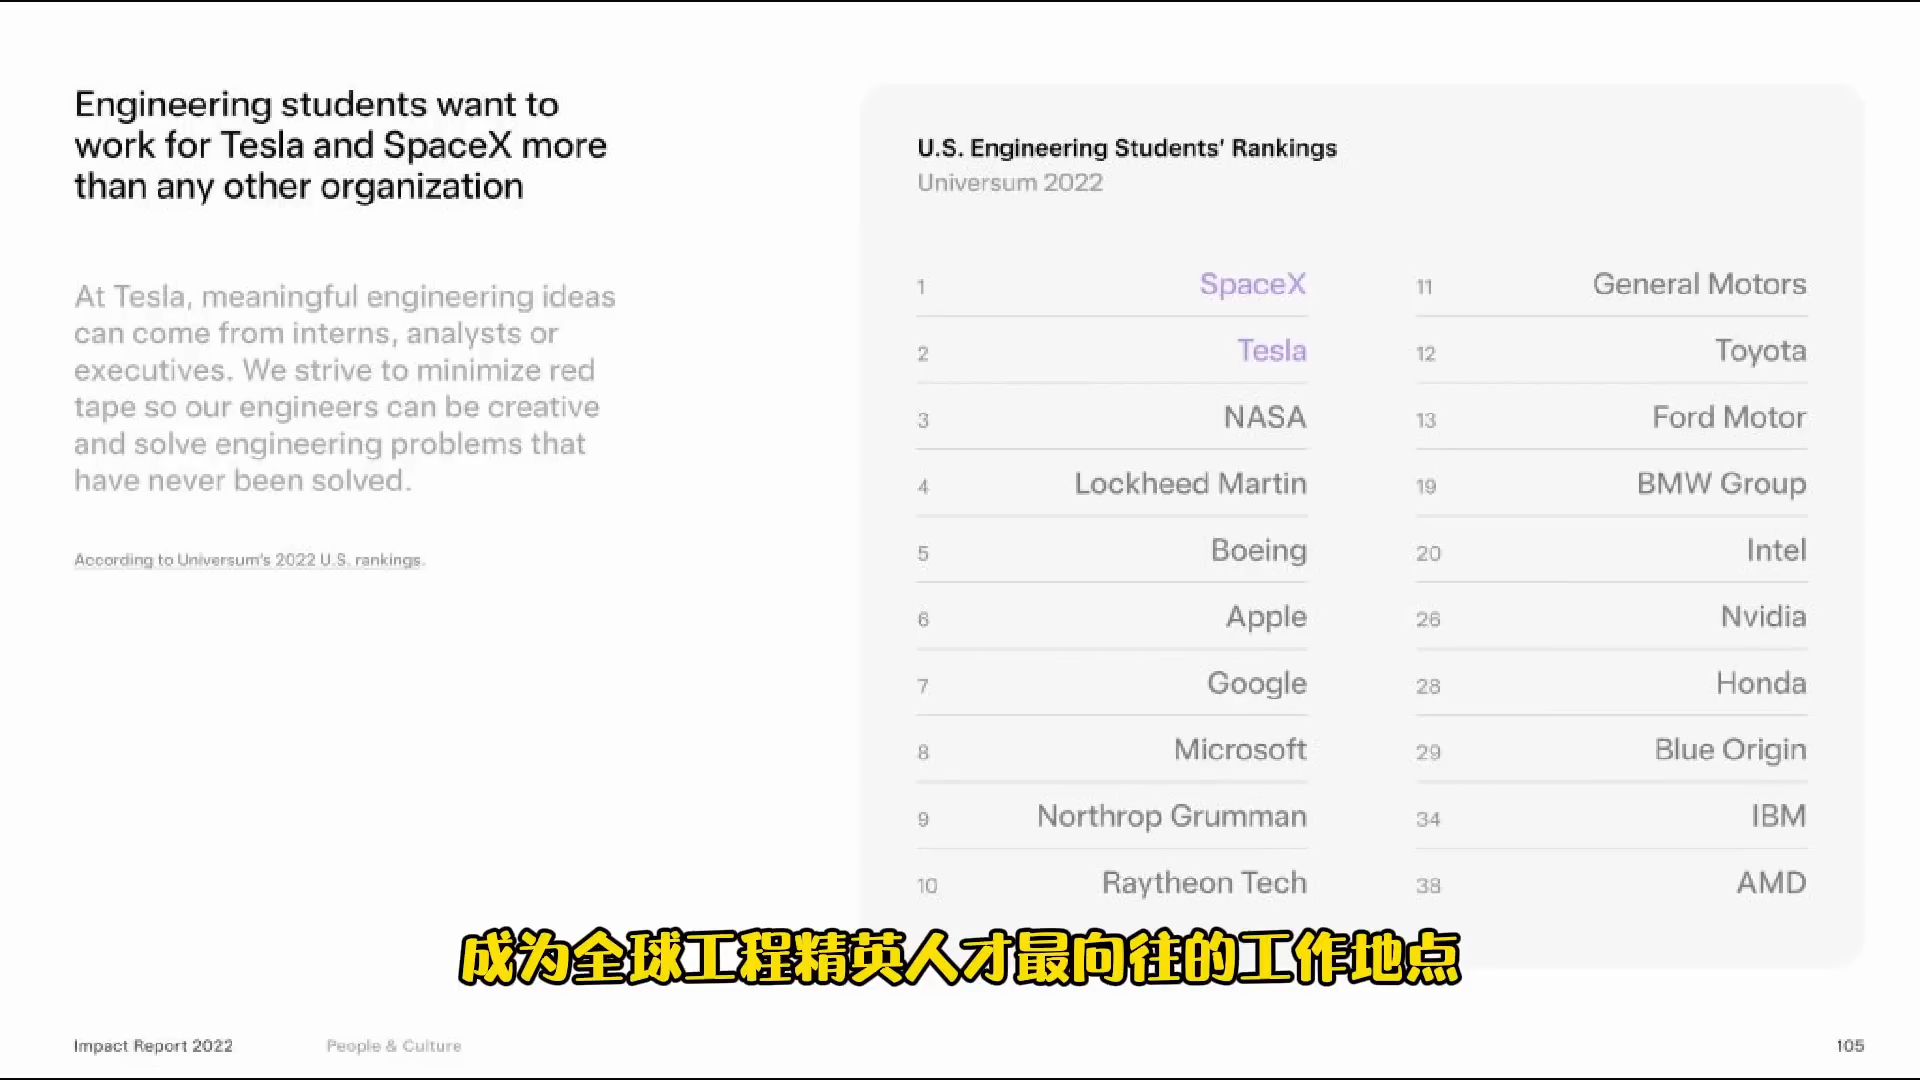 Engineering students want to
work for Tesla and SpaceX more
than any other organization
At Tesla, meaningful engineering ideas
can come from interns, analysts or
executives. We strive to minimize red
tape so our engineers can be creative
and solve engineering problems that
have never been solved.
According to Universum's 2022 U.S. rankings.
U.S. Engineering Students' Rankings
Universum 2022
1 SpaceX
2 Tesla
3 NASA
4 Lockheed Martin
5 Boeing
6 Apple
7 Google
8 Microsoft
9 Northrop Grumman
10 Raytheon Tech
11 General Motors
12 Toyota
13 Ford Motor
19 BMW Group
20 Intel
26 Nvidia
28 Honda
29 Blue Origin
34 IBM
38 AMD
成为全球工程精英人才最向往的工作地点
Impact Report 2022 People & Culture 105